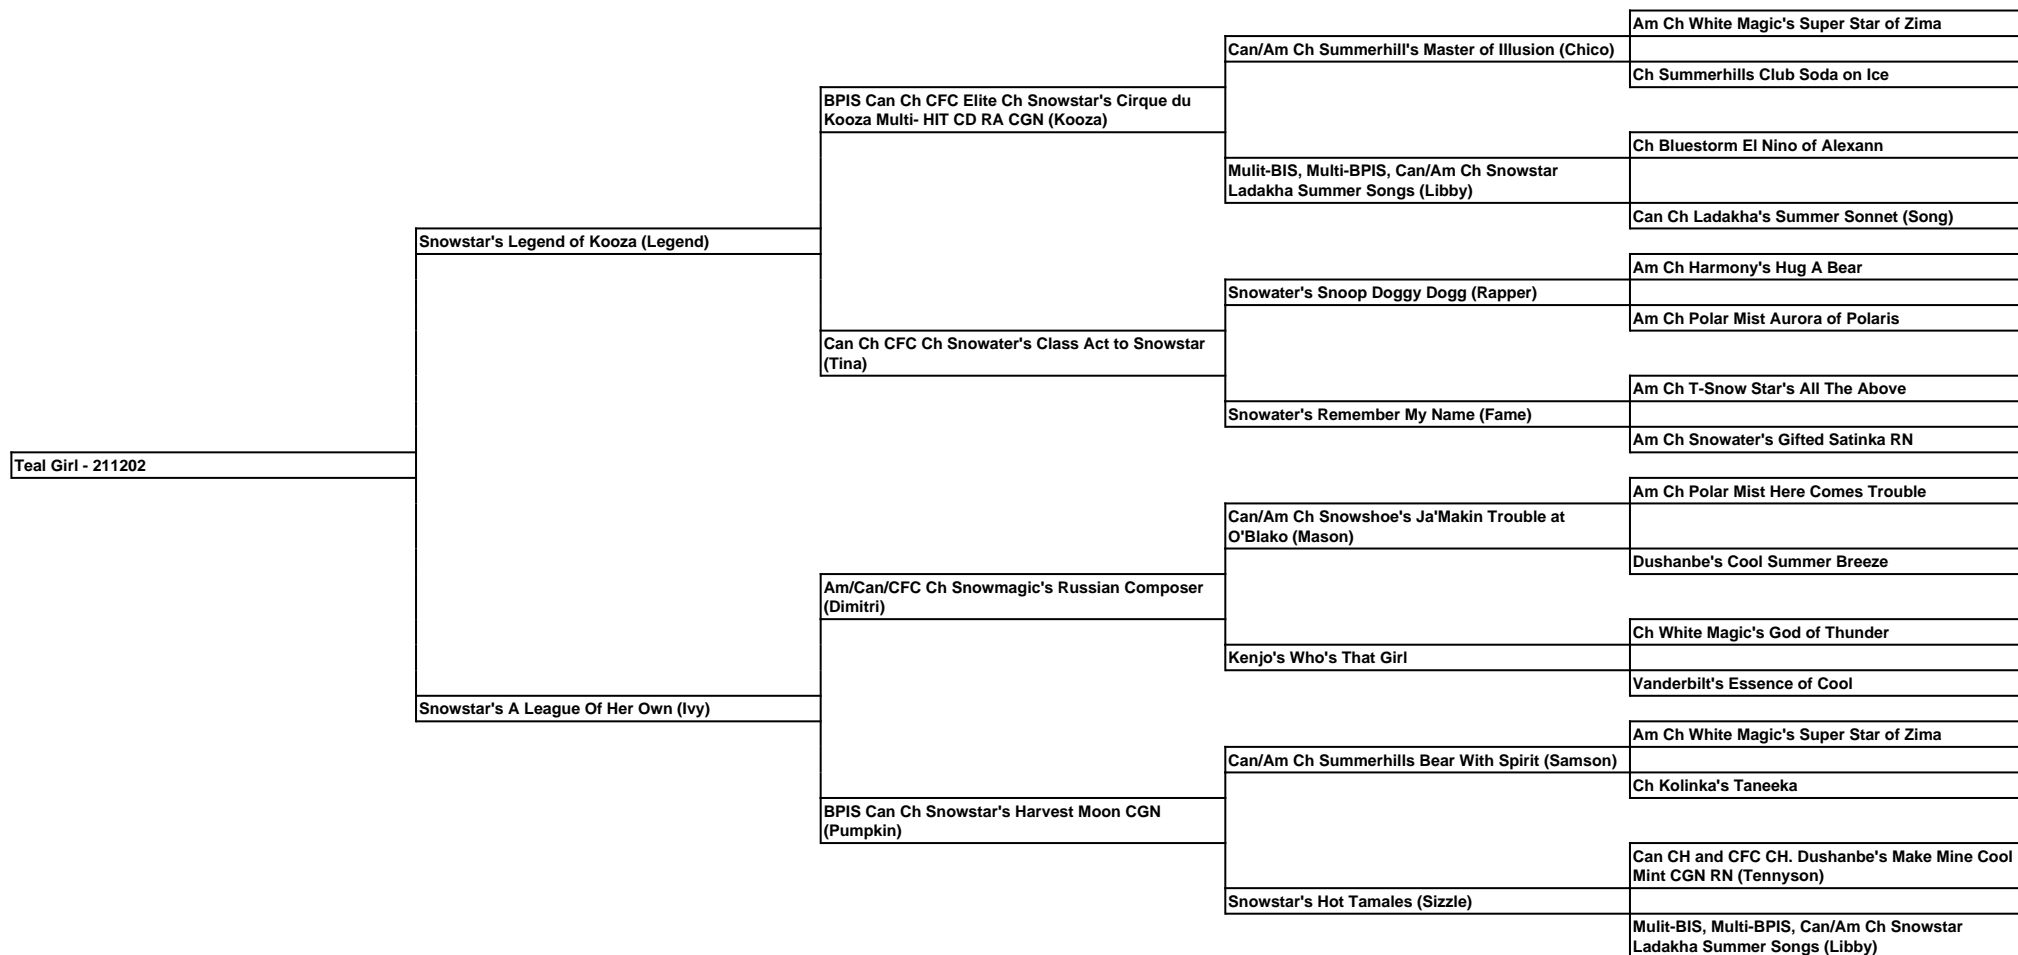 Am Ch White Magic's Super Star of Zima
Can/Am Ch Summerhill's Master of Illusion (Chico)
Ch Summerhills Club Soda on Ice
BPIS Can Ch CFC Elite Ch Snowstar's Cirque du
Kooza Multi- HIT CD RA CGN (Kooza)
Ch Bluestorm El Nino of Alexann
Mulit-BIS, Multi-BPIS, Can/Am Ch Snowstar
Ladakha Summer Songs (Libby)
Can Ch Ladakha's Summer Sonnet (Song)
Snowstar's Legend of Kooza (Legend)
Am Ch Harmony's Hug A Bear
Snowater's Snoop Doggy Dogg (Rapper)
Am Ch Polar Mist Aurora of Polaris
Can Ch CFC Ch Snowater's Class Act to Snowstar
(Tina)
Am Ch T-Snow Star's All The Above
Snowater's Remember My Name (Fame)
Am Ch Snowater's Gifted Satinka RN
Teal Girl - 211202
Am Ch Polar Mist Here Comes Trouble
Can/Am Ch Snowshoe's Ja'Makin Trouble at
O'Blako (Mason)
Dushanbe's Cool Summer Breeze
Am/Can/CFC Ch Snowmagic's Russian Composer
(Dimitri)
Ch White Magic's God of Thunder
Kenjo's Who's That Girl
Vanderbilt's Essence of Cool
Snowstar's A League Of Her Own (Ivy)
Am Ch White Magic's Super Star of Zima
Can/Am Ch Summerhills Bear With Spirit (Samson)
Ch Kolinka's Taneeka
BPIS Can Ch Snowstar's Harvest Moon CGN
(Pumpkin)
Can CH and CFC CH. Dushanbe's Make Mine Cool
Mint CGN RN (Tennyson)
Snowstar's Hot Tamales (Sizzle)
Mulit-BIS, Multi-BPIS, Can/Am Ch Snowstar
Ladakha Summer Songs (Libby)